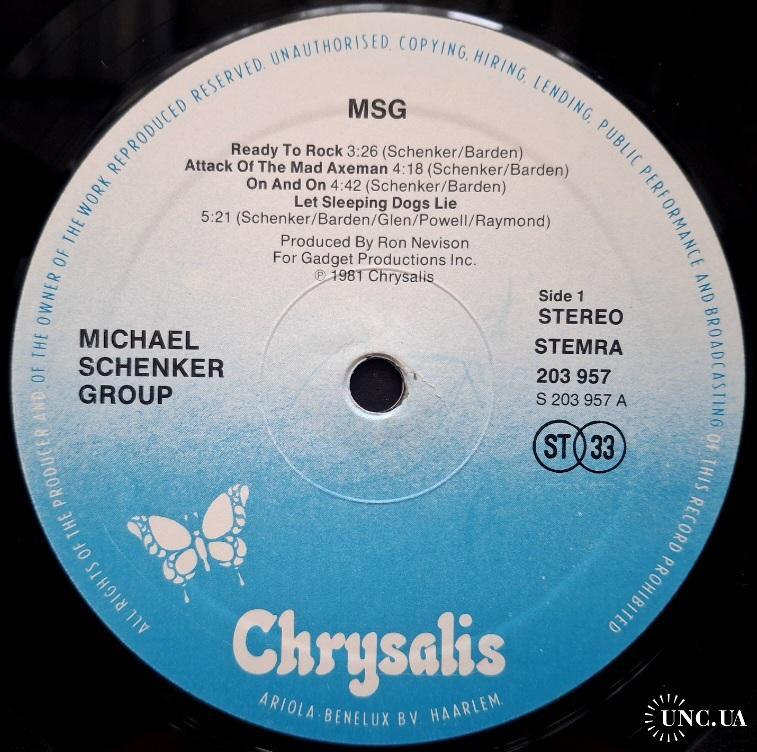 ALL RIGHTS OF THE PRODUCER AND OF THE OWNER OF THE WORK REPRODUCED RESERVED. UNAUTHORISED, COPYING, HIRING, LENDING, PUBLIC PERFORMANCE AND BROADCASTING OF THIS RECORD PROHIBITED
MSG
Ready To Rock 3:26 (Schenker/Barden)
Attack Of The Mad Axeman 4:18 (Schenker/Barden)
On And On 4:42 (Schenker/Barden)
Let Sleeping Dogs Lie
5:21 (Schenker/Barden/Glen/Powell/Raymond)
Produced By Ron Nevison
For Gadget Productions Inc.
℗ 1981 Chrysalis
MICHAEL
SCHENKER
GROUP
Side 1
STEREO
STEMRA
203 957
S 203 957 A
ST 33
Chrysalis
ARIOLA-BENELUX BV HAARLEM
UNC.UA